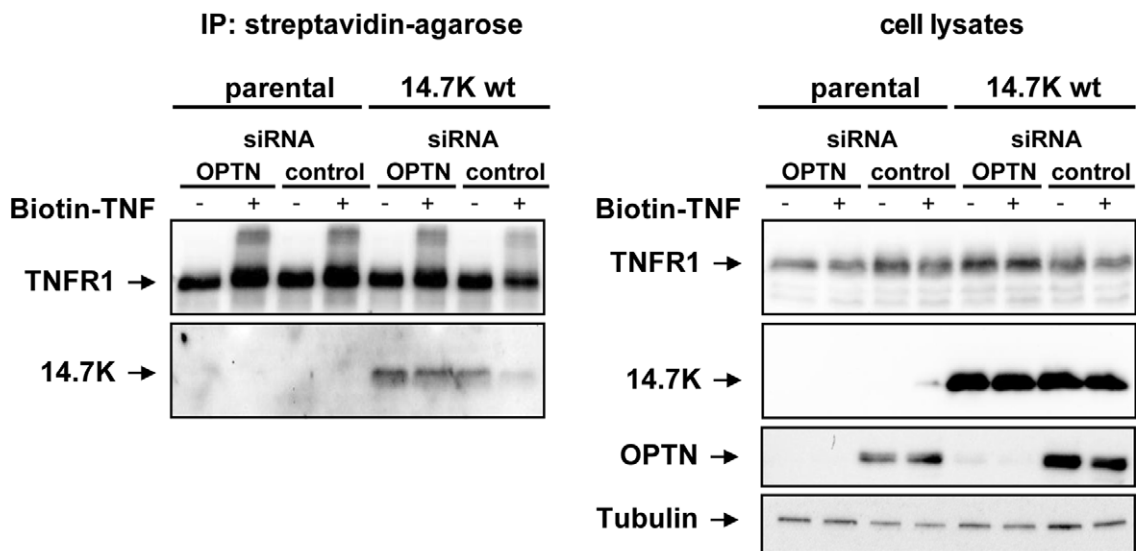 IP: streptavidin-agarose
parental 14.7K wt
siRNA siRNA
OPTN control OPTN control
Biotin-TNF - + - + - + - +
TNFR1
14.7K
cell lysates
parental 14.7K wt
siRNA siRNA
OPTN control OPTN control
Biotin-TNF - + - + - + - +
TNFR1
14.7K
OPTN
Tubulin